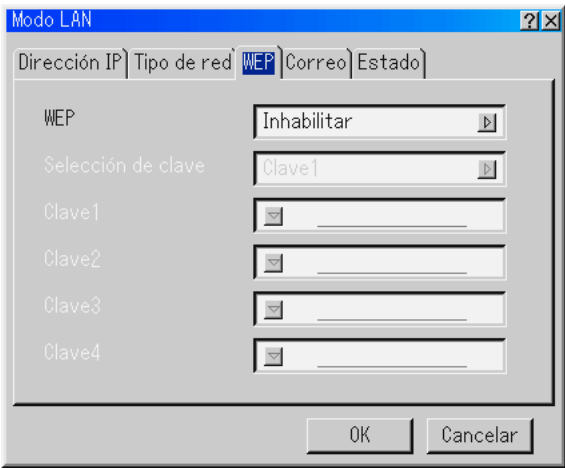 Modo LAN
Dirección IP Tipo de red WEP Correo Estado
WEP Inhabilitar
Selección de clave Clave1
Clave1
Clave2
Clave3
Clave4
OK Cancelar